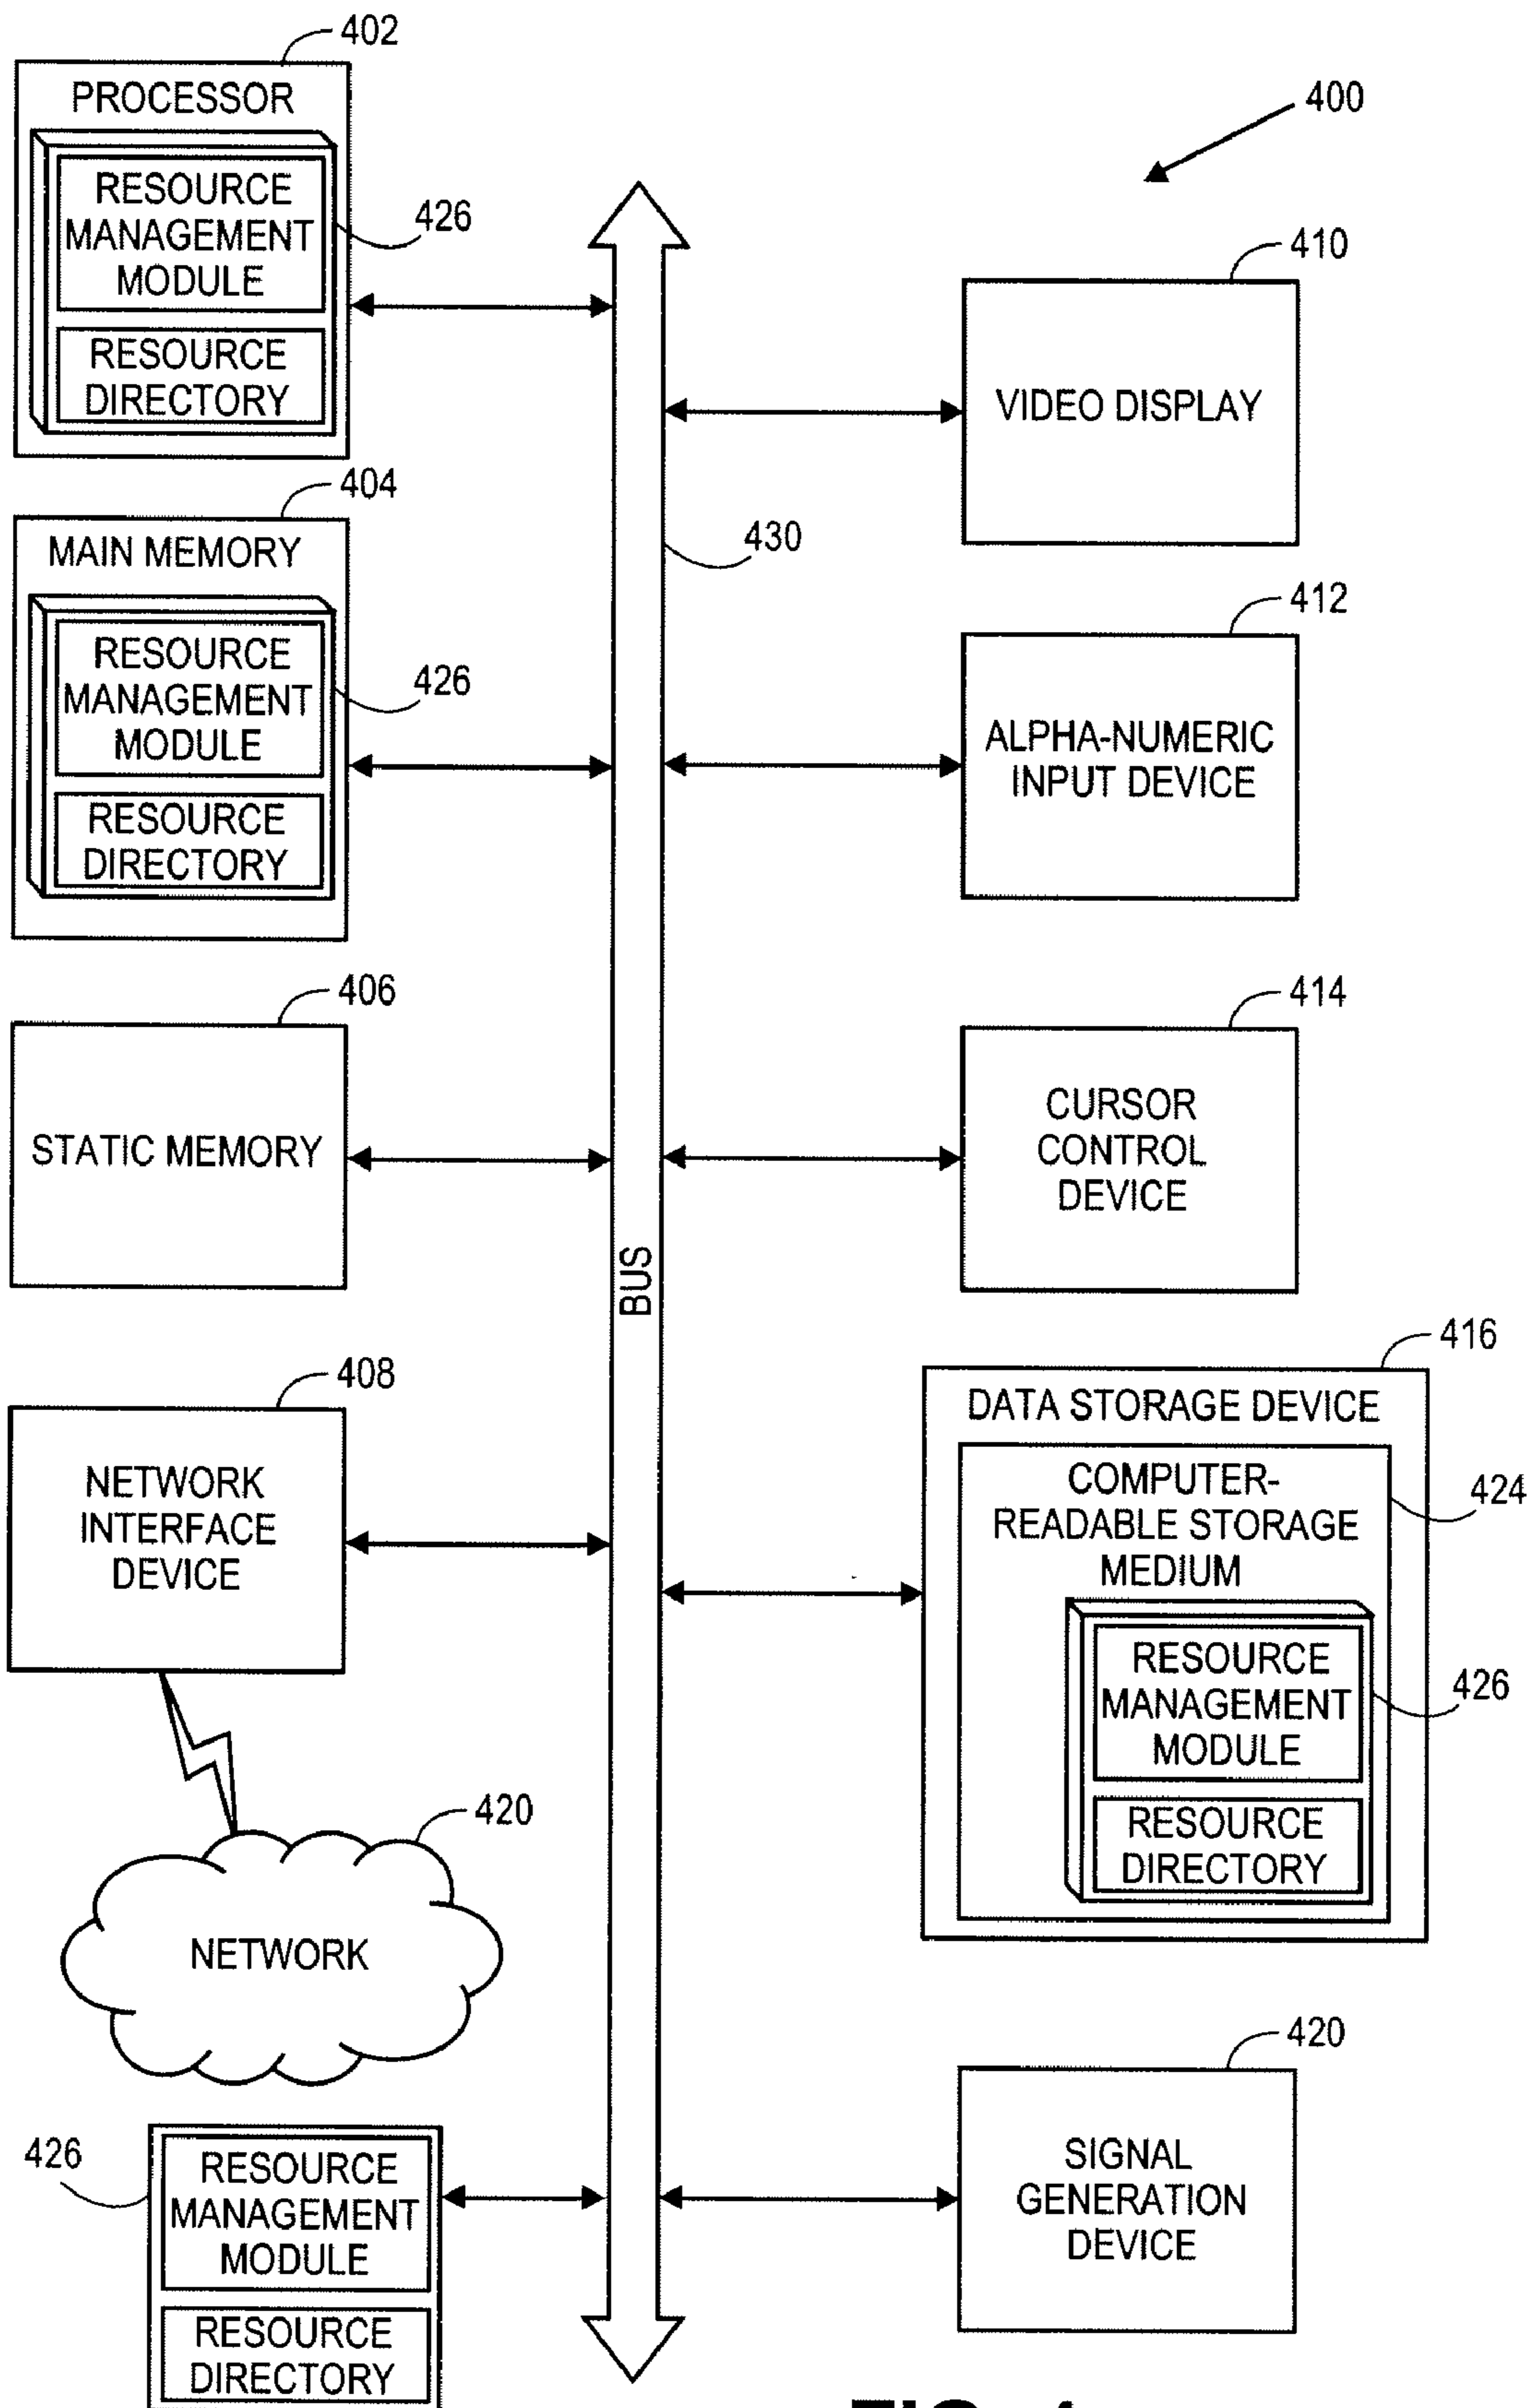 402
PROCESSOR
RESOURCE
MANAGEMENT
MODULE
426
RESOURCE
DIRECTORY
404
MAIN MEMORY
RESOURCE
MANAGEMENT
MODULE
426
RESOURCE
DIRECTORY
406
STATIC MEMORY
408
NETWORK
INTERFACE
DEVICE
420
NETWORK
426
RESOURCE
MANAGEMENT
MODULE
RESOURCE
DIRECTORY
430
BUS
400
410
VIDEO DISPLAY
412
ALPHA-NUMERIC
INPUT DEVICE
414
CURSOR
CONTROL
DEVICE
416
DATA STORAGE DEVICE
COMPUTER-
READABLE STORAGE
MEDIUM
424
RESOURCE
MANAGEMENT
MODULE
426
RESOURCE
DIRECTORY
420
SIGNAL
GENERATION
DEVICE